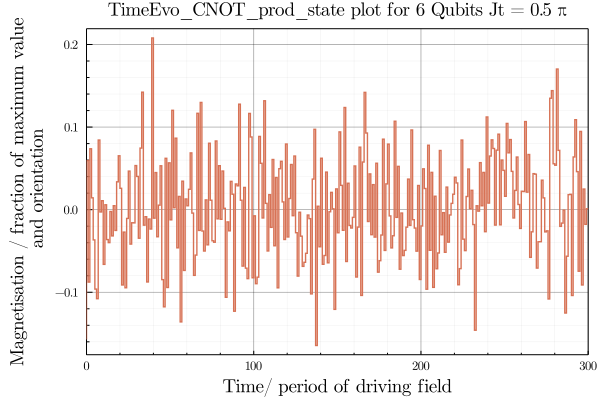 TimeEvo_CNOT_prod_state plot for 6 Qubits Jt = 0.5 π
Magnetisation / fraction of maximum value
and orientation
0.2
0.1
0.0
−0.1
0
100
200
300
Time/ period of driving field